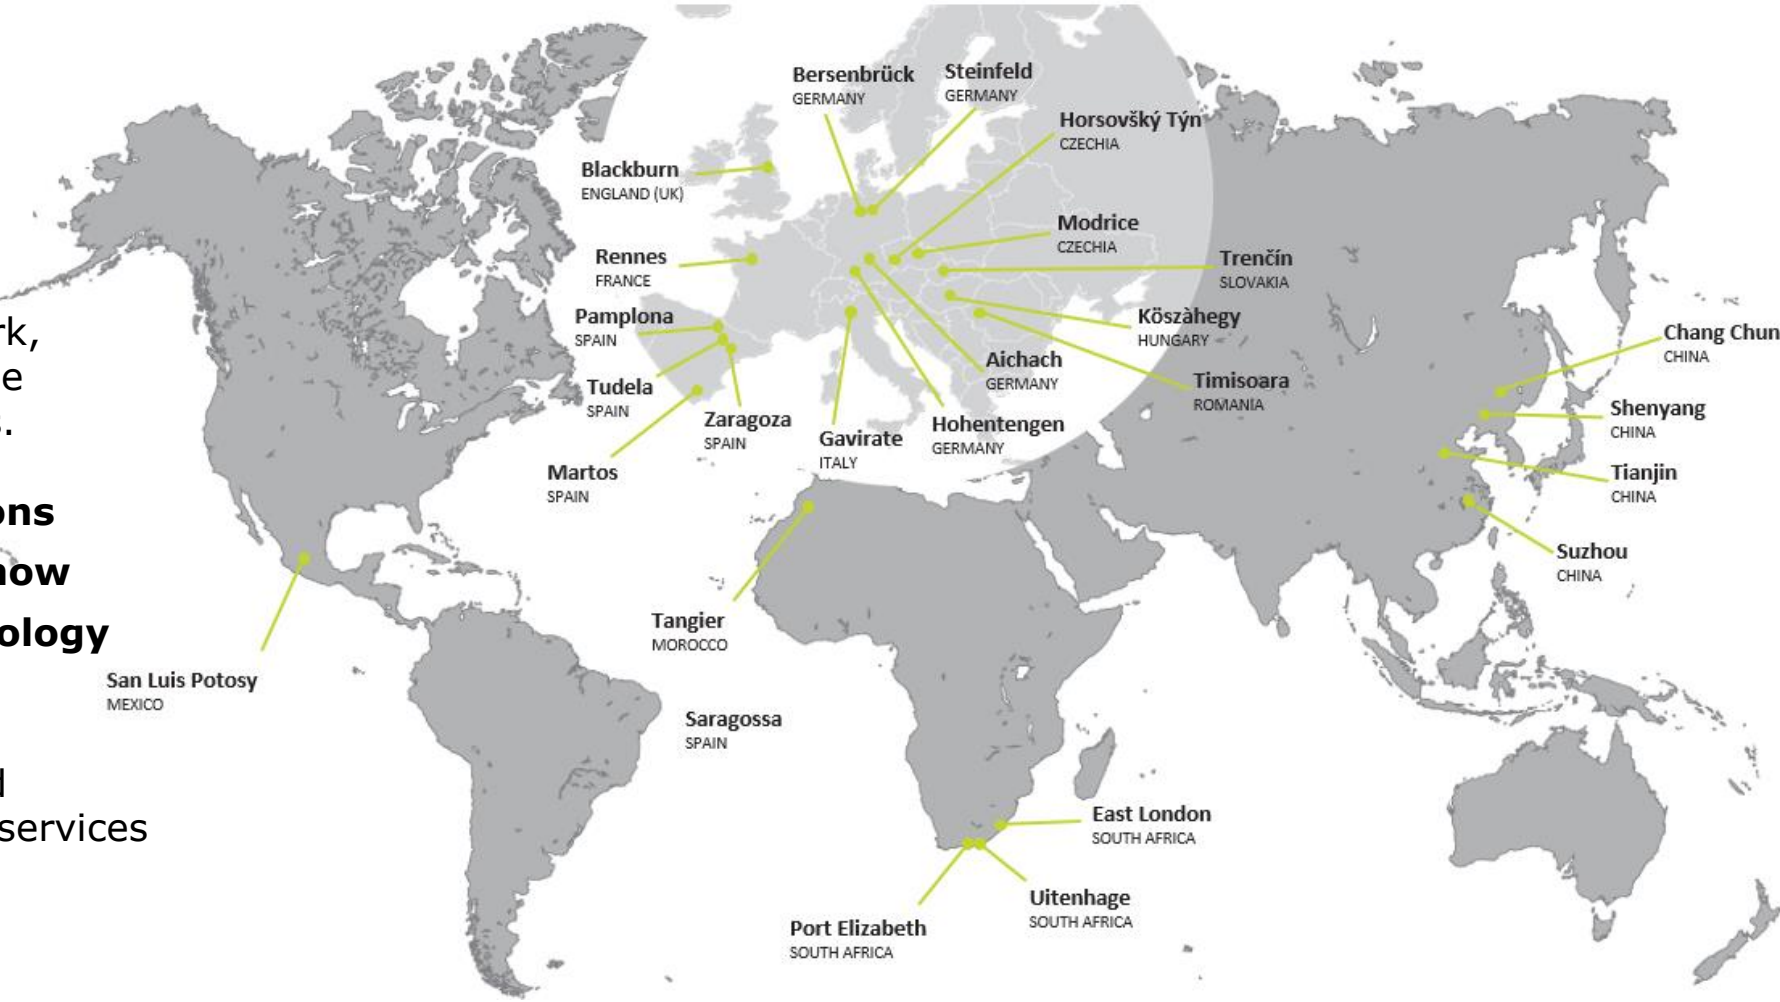 rk,
e
s.
ons
now
ology
d
services
Bersenbrück
GERMANY
Steinfeld
GERMANY
Horsovšký Týn
CZECHIA
Blackburn
ENGLAND (UK)
Modrice
CZECHIA
Rennes
FRANCE
Trenčín
SLOVAKIA
Pamplona
SPAIN
Köszàhegy
HUNGARY
Chang Chun
CHINA
Aichach
GERMANY
Tudela
SPAIN
Timisoara
ROMANIA
Zaragoza
SPAIN
Gavirate
ITALY
Hohentengen
GERMANY
Shenyang
CHINA
Martos
SPAIN
Tianjin
CHINA
Suzhou
CHINA
Tangier
MOROCCO
San Luis Potosy
MEXICO
Saragossa
SPAIN
East London
SOUTH AFRICA
Uitenhage
SOUTH AFRICA
Port Elizabeth
SOUTH AFRICA